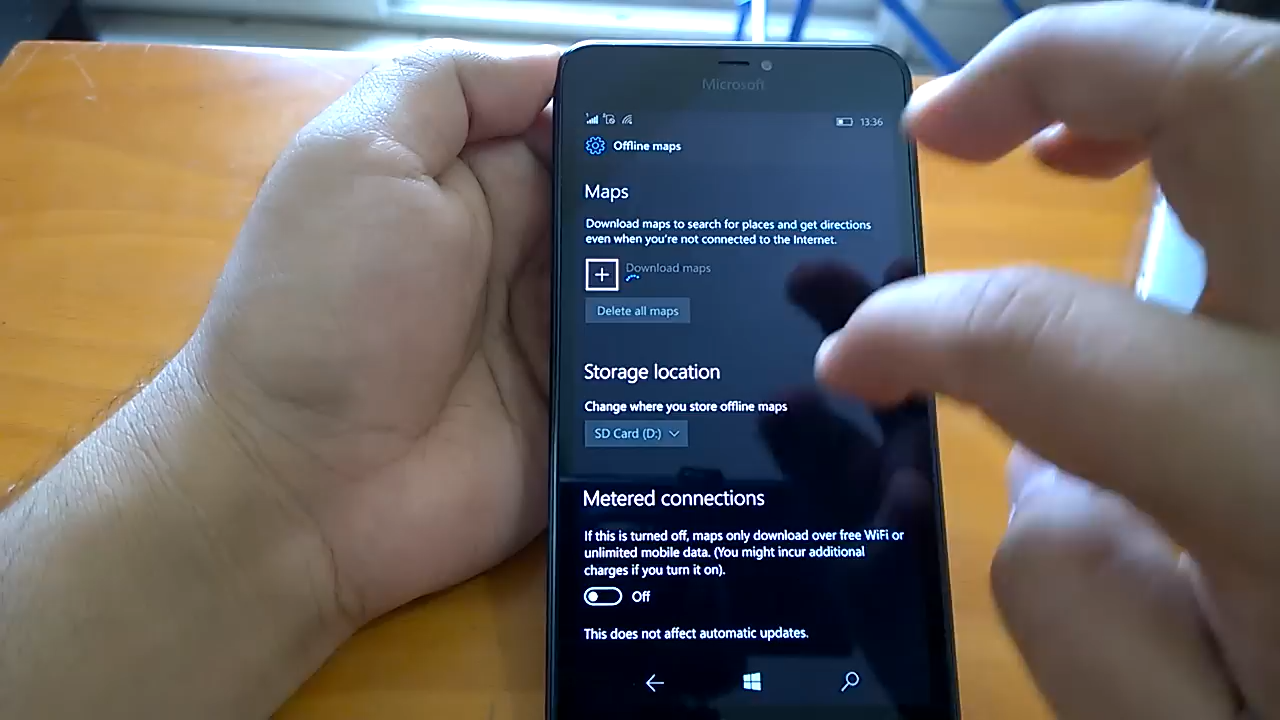 Microsoft
13:36
Offline maps
Maps
Download maps to search for places and get directions
even when you're not connected to the Internet.
Download maps
Delete all maps
Storage location
Change where you store offline maps
SD Card (D:)
Metered connections
If this is turned off, maps only download over free WiFi or
unlimited mobile data. (You might incur additional
charges if you turn it on).
Off
This does not affect automatic updates.